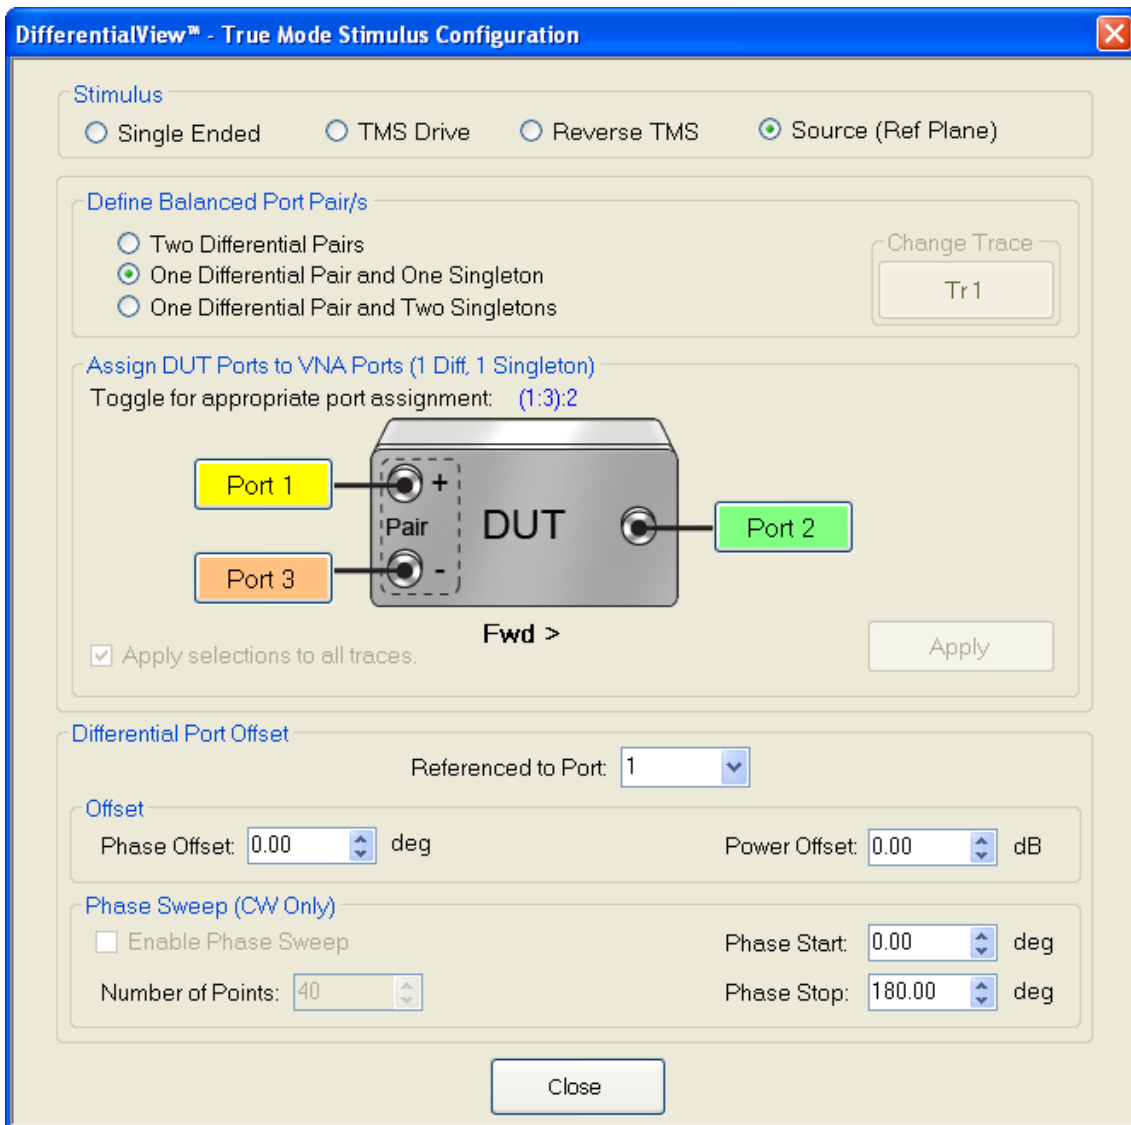 DifferentialView™ - True Mode Stimulus Configuration
Stimulus
Single Ended TMS Drive Reverse TMS Source (Ref Plane)
Define Balanced Port Pair/s
Two Differential Pairs
One Differential Pair and One Singleton
One Differential Pair and Two Singletons
Change Trace
Tr1
Assign DUT Ports to VNA Ports (1 Diff, 1 Singleton)
Toggle for appropriate port assignment: (1:3):2
Port 1 +
Pair DUT Port 2
Port 3 -
Fwd >
Apply selections to all traces. Apply
Differential Port Offset
Referenced to Port: 1
Offset
Phase Offset: 0.00 deg Power Offset: 0.00 dB
Phase Sweep (CW Only)
Enable Phase Sweep Phase Start: 0.00 deg
Number of Points: 40 Phase Stop: 180.00 deg
Close